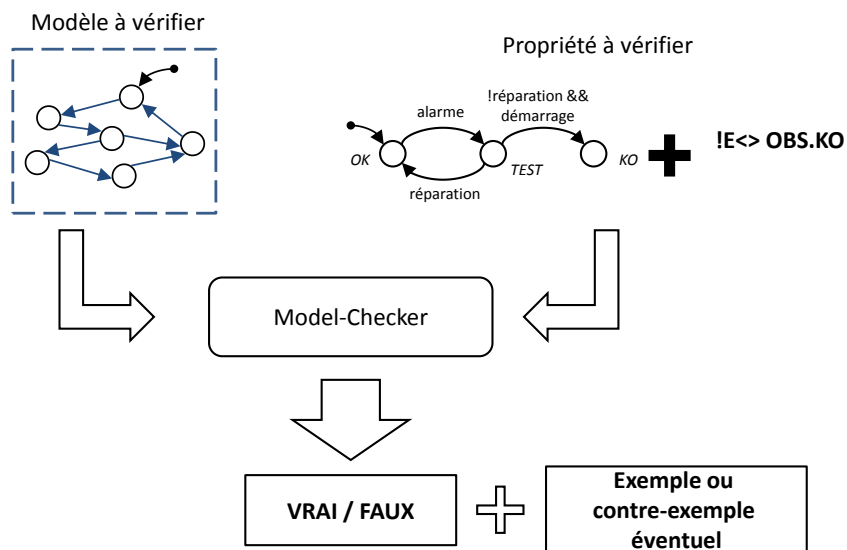 Modèle à vérifier
Propriété à vérifier
alarme
!réparation &&
démarrage
OK
TEST
KO
réparation
!E<> OBS.KO
Model-Checker
VRAI / FAUX
Exemple ou
contre-exemple
éventuel